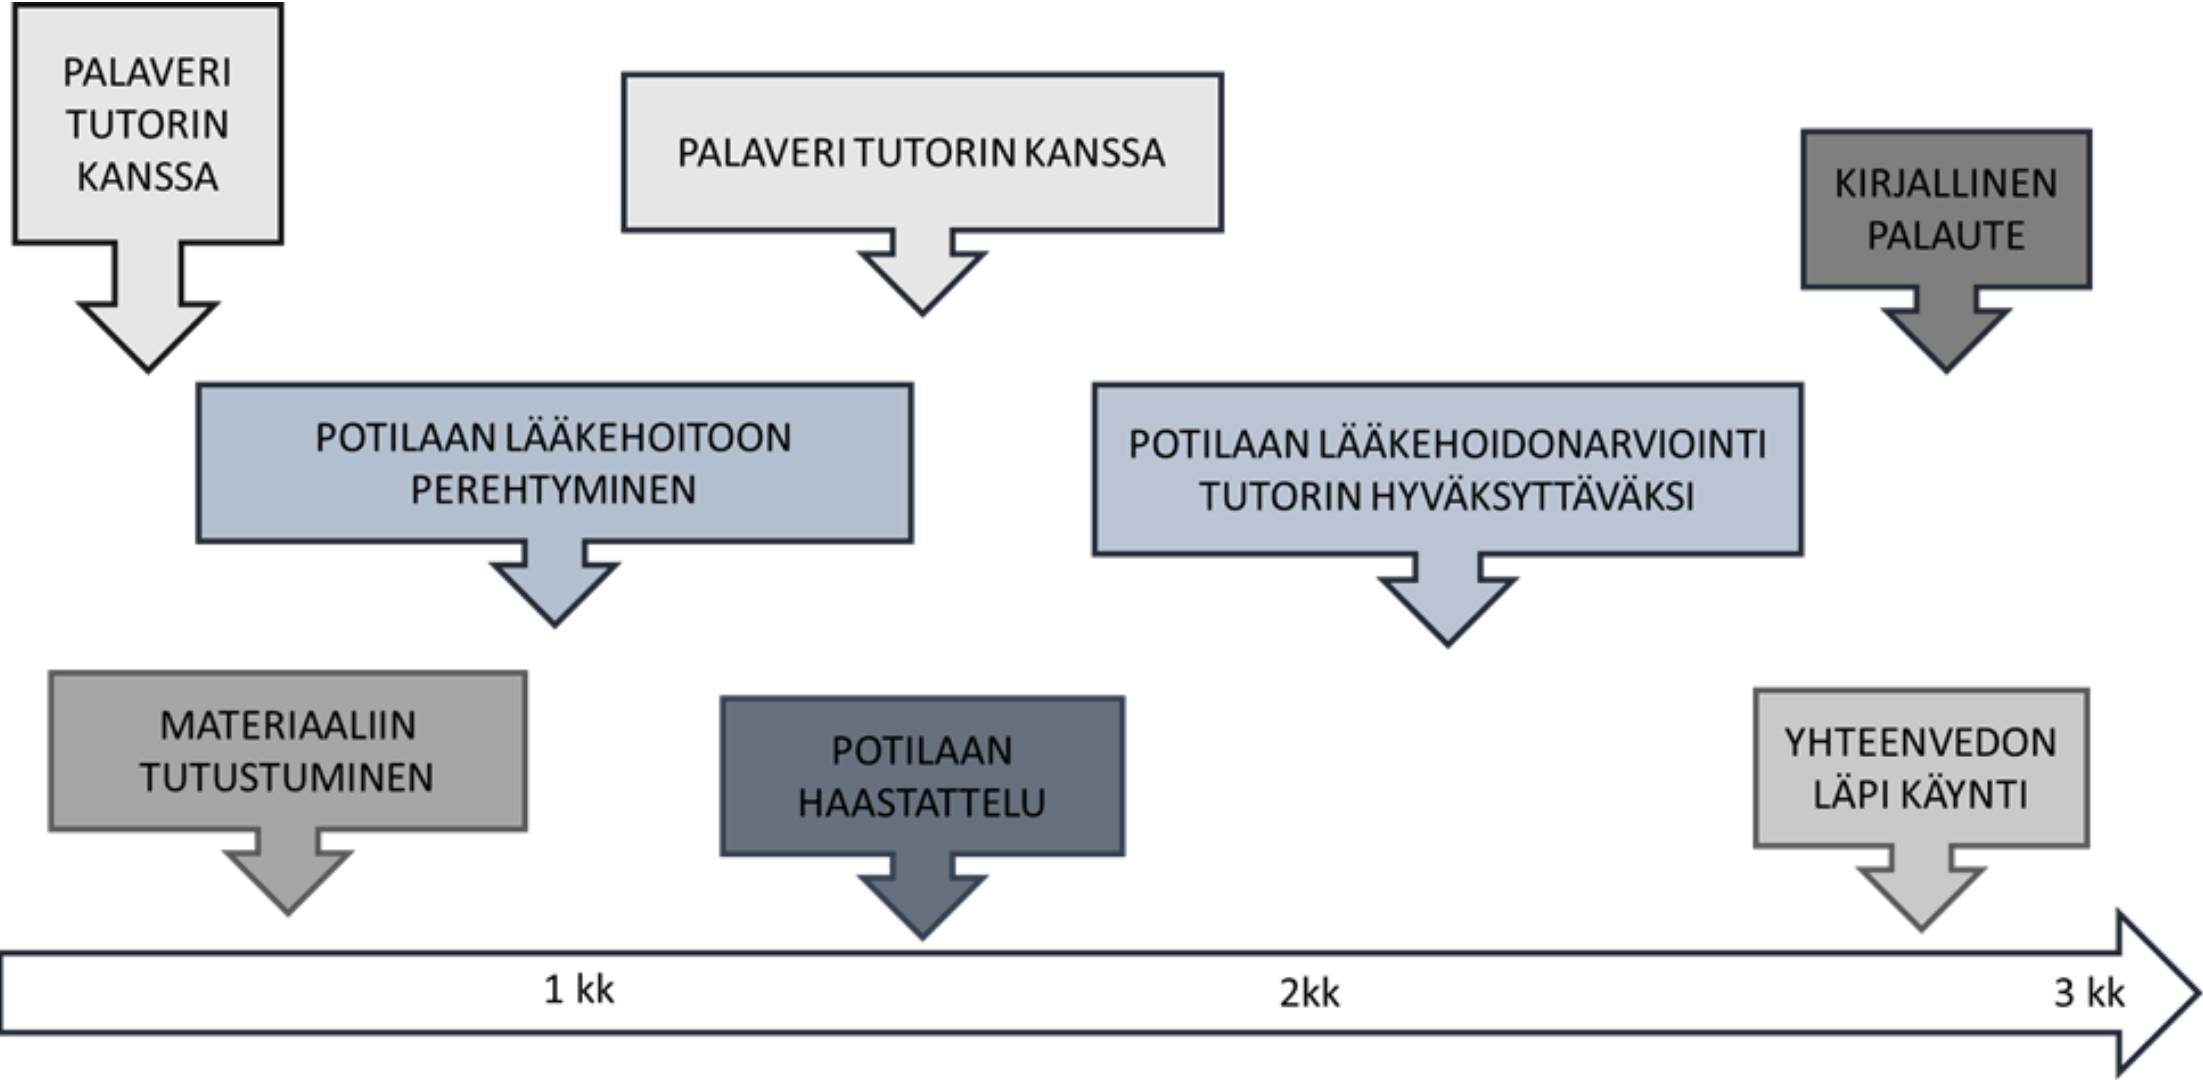 PALAVERI
TUTORIN
KANSSA
PALAVERI TUTORIN KANSSA
KIRJALLINEN
PALAUTE
POTILAAN LÄÄKEHOITOON
PEREHTYMINEN
POTILAAN LÄÄKEHOIDONARVIOINTI
TUTORIN HYVÄKSYTTÄVÄKSI
MATERIAALIIN
TUTUSTUMINEN
POTILAAN
HAASTATTELU
YHTEENVEDON
LÄPI KÄYNTI
1 kk
2kk
3 kk